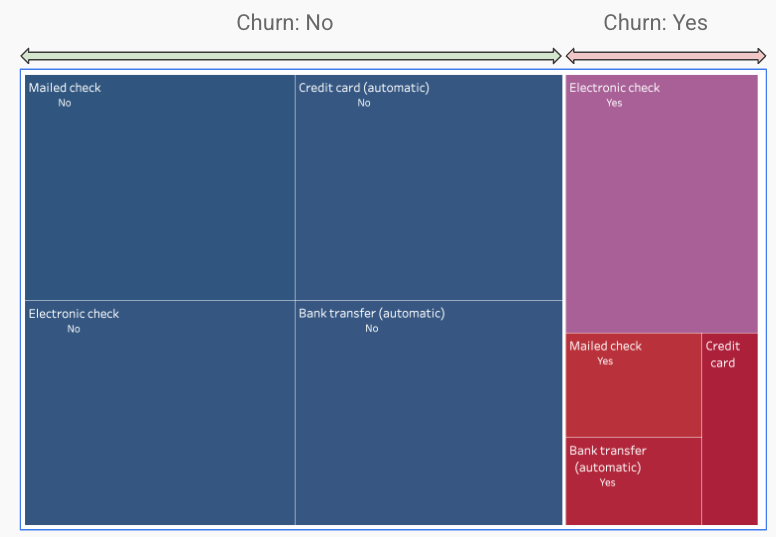 Churn: No
Churn: Yes
Mailed check
No
Credit card (automatic)
No
Electronic check
Yes
Electronic check
No
Bank transfer (automatic)
No
Mailed check
Yes
Credit
card
Bank transfer
(automatic)
Yes